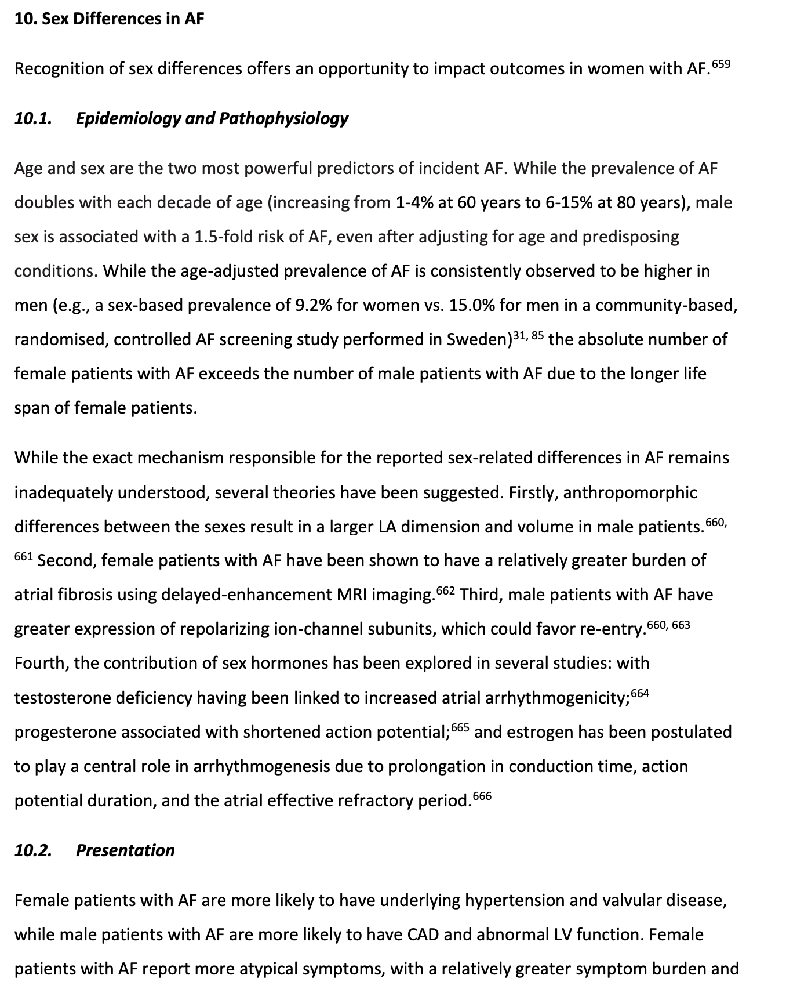 10. Sex Differences in AF
Recognition of sex differences offers an opportunity to impact outcomes in women with AF.659
10.1. Epidemiology and Pathophysiology
Age and sex are the two most powerful predictors of incident AF. While the prevalence of AF
doubles with each decade of age (increasing from 1-4% at 60 years to 6-15% at 80 years), male
sex is associated with a 1.5-fold risk of AF, even after adjusting for age and predisposing
conditions. While the age-adjusted prevalence of AF is consistently observed to be higher in
men (e.g., a sex-based prevalence of 9.2% for women vs. 15.0% for men in a community-based,
randomised, controlled AF screening study performed in Sweden)31, 85 the absolute number of
female patients with AF exceeds the number of male patients with AF due to the longer life
span of female patients.
While the exact mechanism responsible for the reported sex-related differences in AF remains
inadequately understood, several theories have been suggested. Firstly, anthropomorphic
differences between the sexes result in a larger LA dimension and volume in male patients.660,
661 Second, female patients with AF have been shown to have a relatively greater burden of
atrial fibrosis using delayed-enhancement MRI imaging.662 Third, male patients with AF have
greater expression of repolarizing ion-channel subunits, which could favor re-entry.660, 663
Fourth, the contribution of sex hormones has been explored in several studies: with
testosterone deficiency having been linked to increased atrial arrhythmogenicity;664
progesterone associated with shortened action potential;665 and estrogen has been postulated
to play a central role in arrhythmogenesis due to prolongation in conduction time, action
potential duration, and the atrial effective refractory period.666
10.2. Presentation
Female patients with AF are more likely to have underlying hypertension and valvular disease,
while male patients with AF are more likely to have CAD and abnormal LV function. Female
patients with AF report more atypical symptoms, with a relatively greater symptom burden and